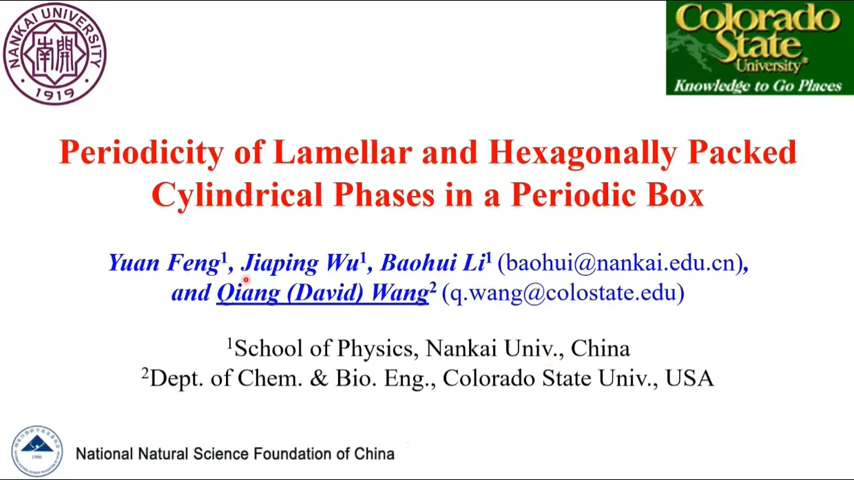 NANKAI UNIVERSITY
南開
1919
Colorado
State
University
Knowledge to Go Places
Periodicity of Lamellar and Hexagonally Packed
Cylindrical Phases in a Periodic Box
Yuan Feng¹, Jiaping Wu¹, Baohui Li¹ (baohui@nankai.edu.cn),
and Qiang (David) Wang² (q.wang@colostate.edu)
¹School of Physics, Nankai Univ., China
²Dept. of Chem. & Bio. Eng., Colorado State Univ., USA
National Natural Science Foundation of China